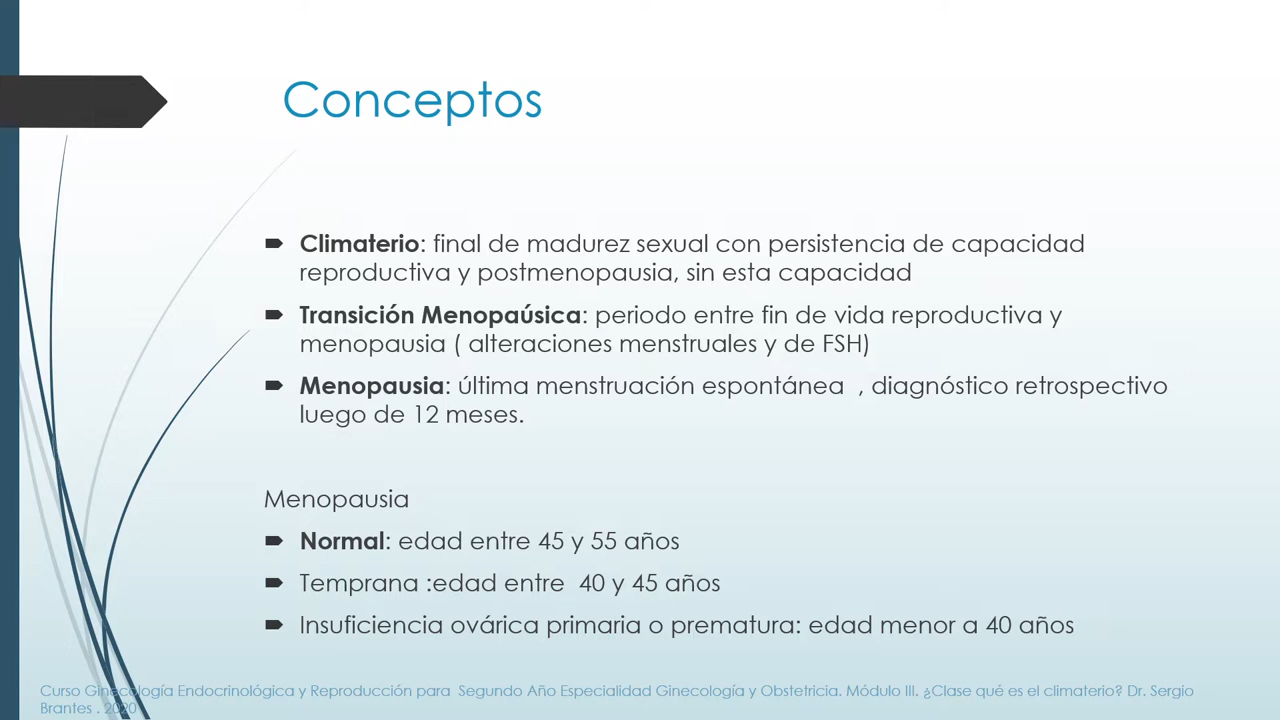 Conceptos
Climaterio: final de madurez sexual con persistencia de capacidad
reproductiva y postmenopausia, sin esta capacidad
Transición Menopaúsica: periodo entre fin de vida reproductiva y
menopausia ( alteraciones menstruales y de FSH)
Menopausia: última menstruación espontánea , diagnóstico retrospectivo
luego de 12 meses.
Menopausia
Normal: edad entre 45 y 55 años
Temprana :edad entre 40 y 45 años
Insuficiencia ovárica primaria o prematura: edad menor a 40 años
Curso Ginecología Endocrinológica y Reproducción para Segundo Año Especialidad Ginecología y Obstetricia. Módulo III. ¿Clase qué es el climaterio? Dr. Sergio
Brantes . 2020